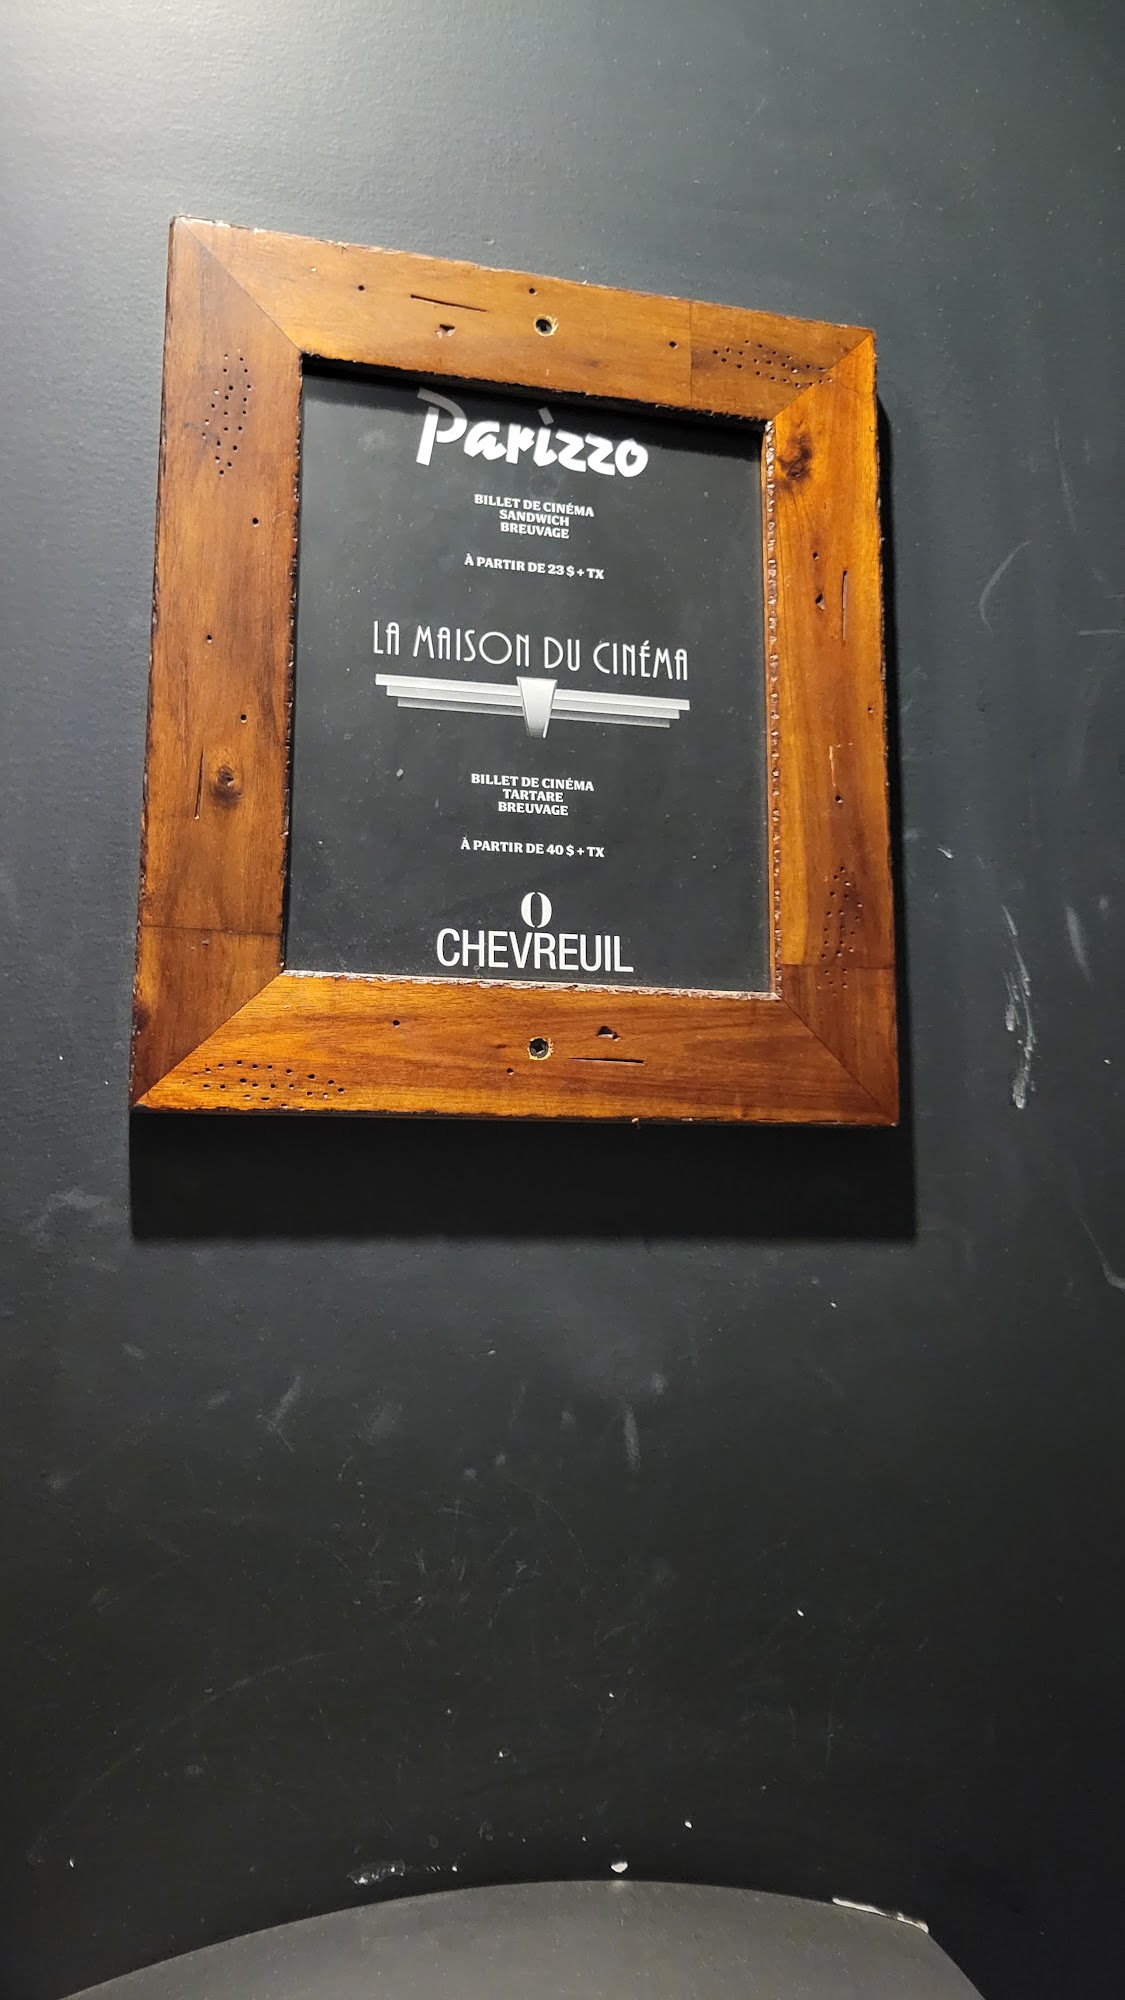 Parizzo
BILLET DE CINÉMA
SANDWICH
BREUVAGE
À PARTIR DE 23 $ + TX
LA MAISON DU CINÉMA
BILLET DE CINÉMA
TARTARE
BREUVAGE
À PARTIR DE 40 $ + TX
O
CHEVREUIL